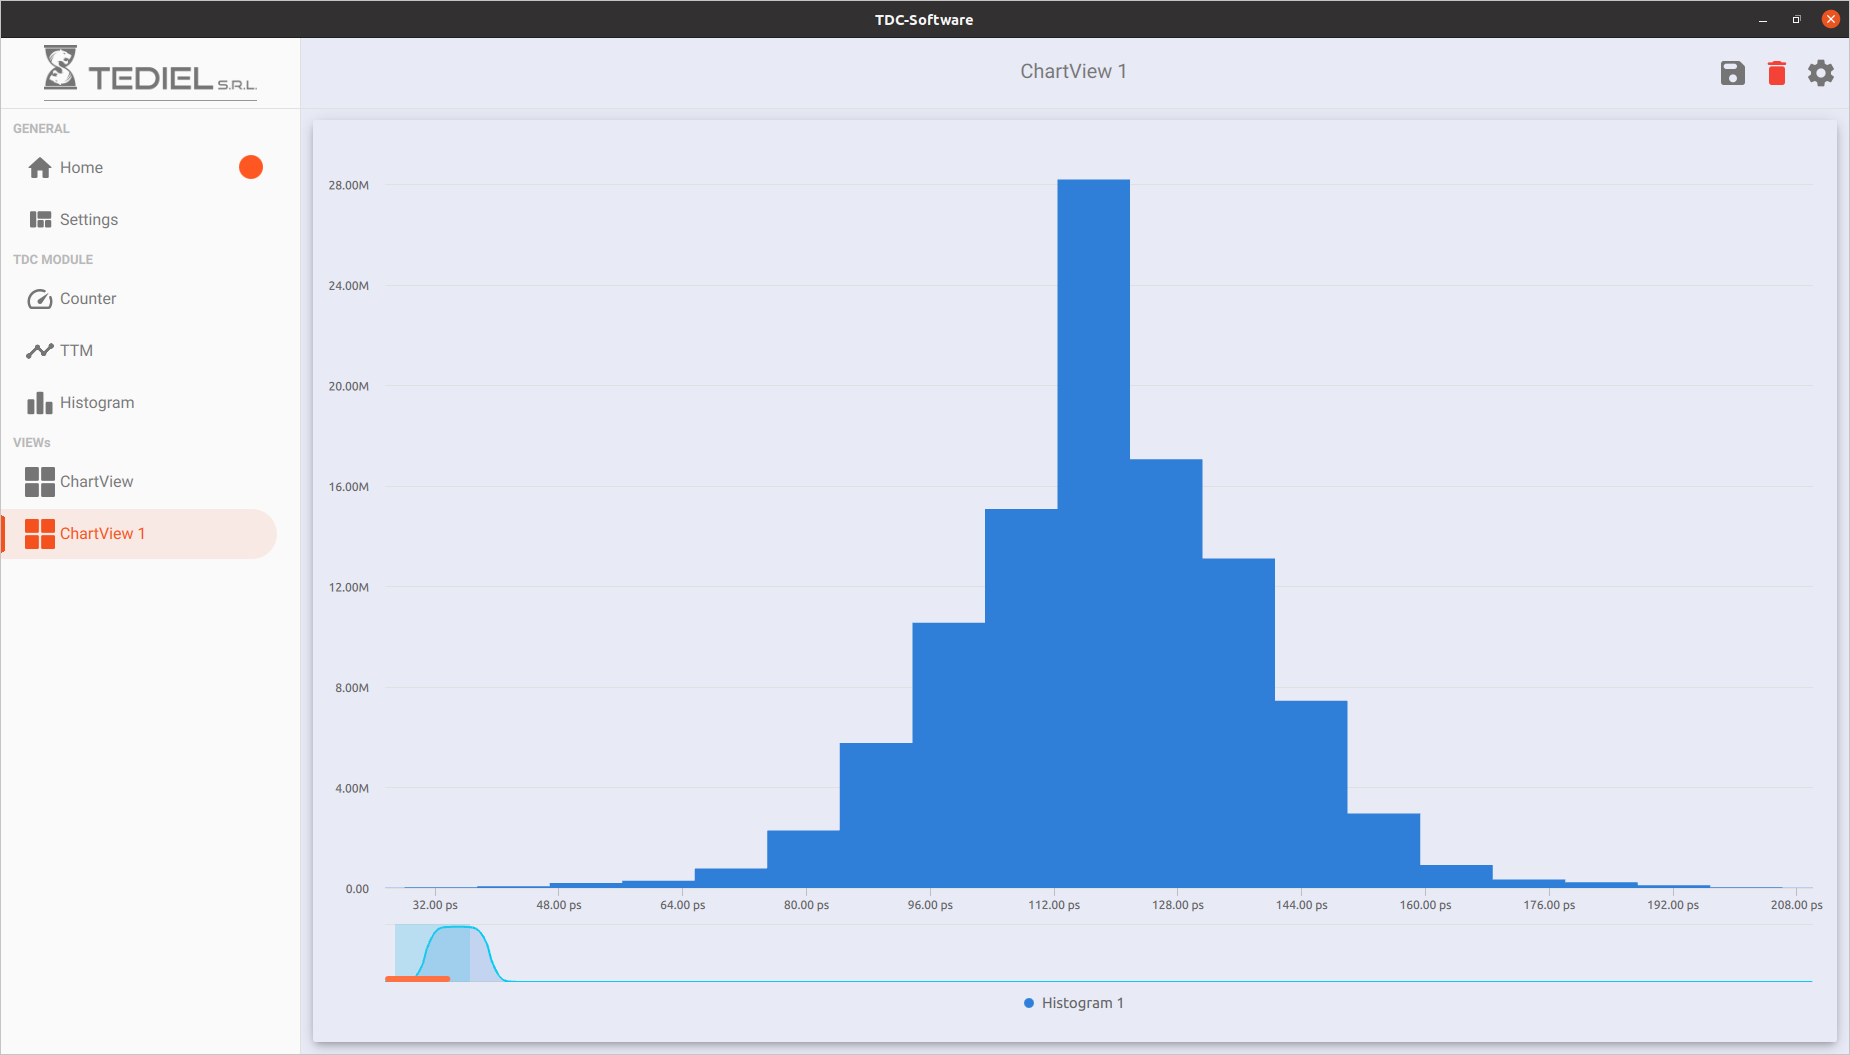 TDC-Software
TEDIEL S.R.L.
ChartView 1
GENERAL
Home
Settings
TDC MODULE
Counter
TTM
Histogram
VIEWs
ChartView
ChartView 1
28.00M
24.00M
20.00M
16.00M
12.00M
8.00M
4.00M
0.00
32.00 ps 48.00 ps 64.00 ps 80.00 ps 96.00 ps 112.00 ps 128.00 ps 144.00 ps 160.00 ps 176.00 ps 192.00 ps 208.00 ps
Histogram 1